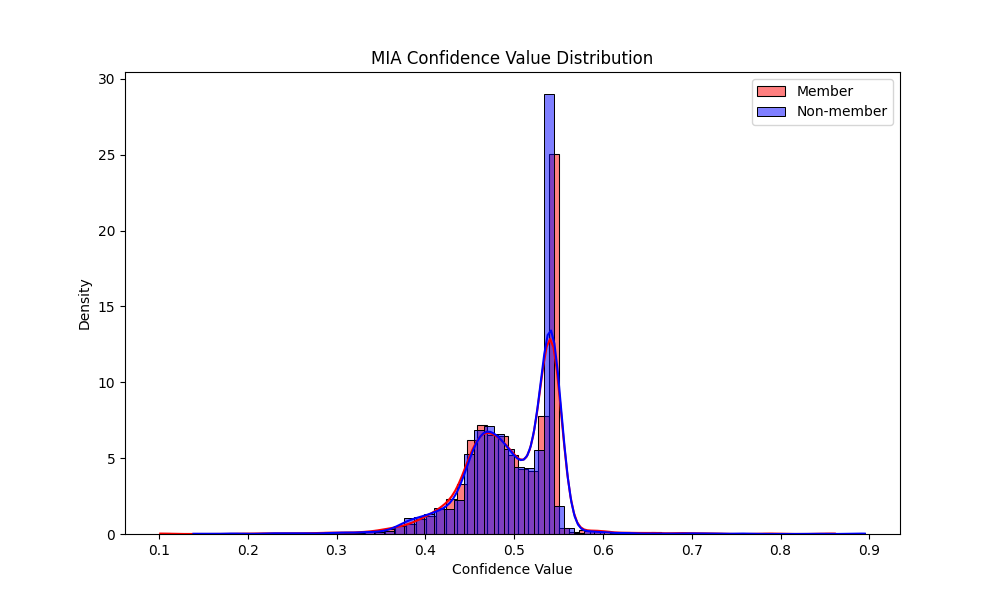 MIA Confidence Value Distribution
Member
Non-member
Density
30
25
20
15
10
5
0
0.1 0.2 0.3 0.4 0.5 0.6 0.7 0.8 0.9
Confidence Value